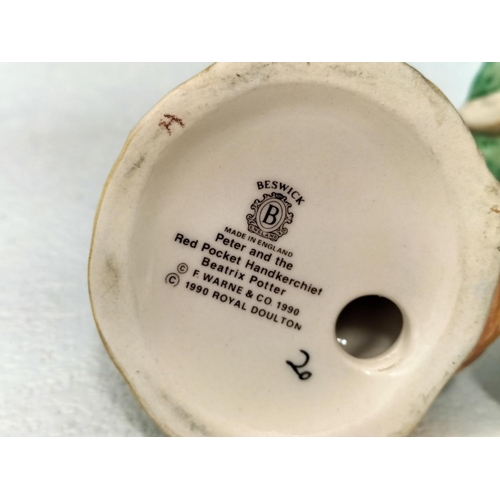 BESWICK
B
ENGLAND
MADE IN ENGLAND
Peter and the
Red Pocket Handkerchief
Beatrix Potter
© F. WARNE & CO. 1990
© 1990 ROYAL DOULTON
20